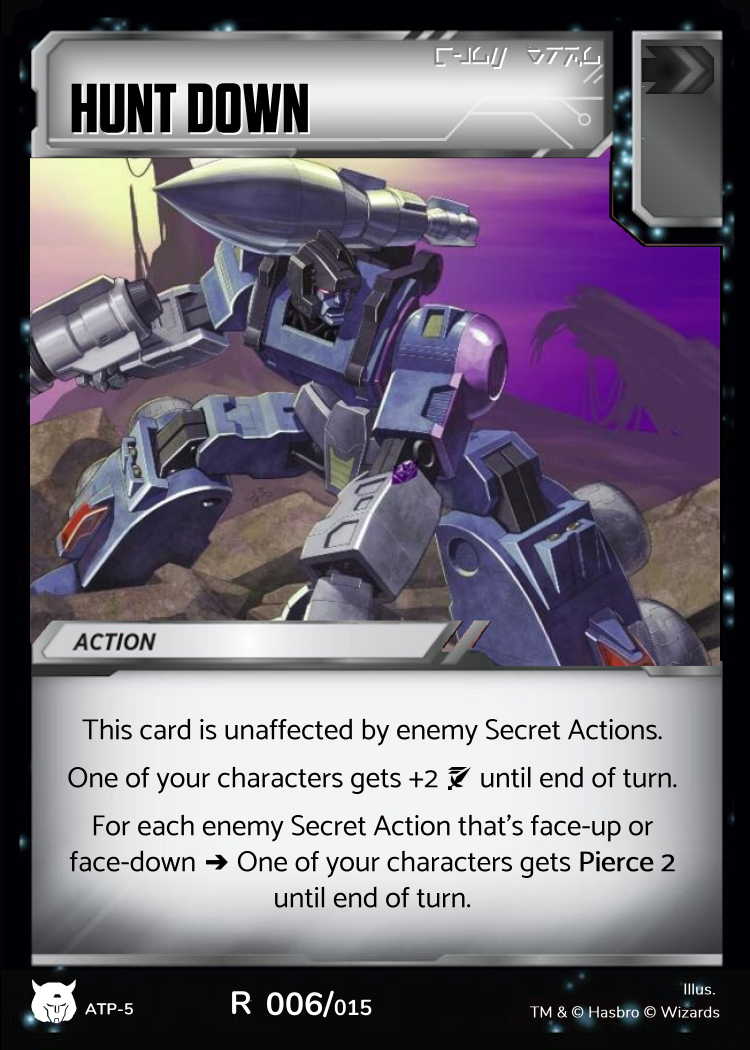 HUNT DOWN
ACTION
This card is unaffected by enemy Secret Actions.
One of your characters gets +2 until end of turn.
For each enemy Secret Action that's face-up or
face-down ➔ One of your characters gets Pierce 2
until end of turn.
ATP-5
R 006/015
Illus.
TM & © Hasbro © Wizards